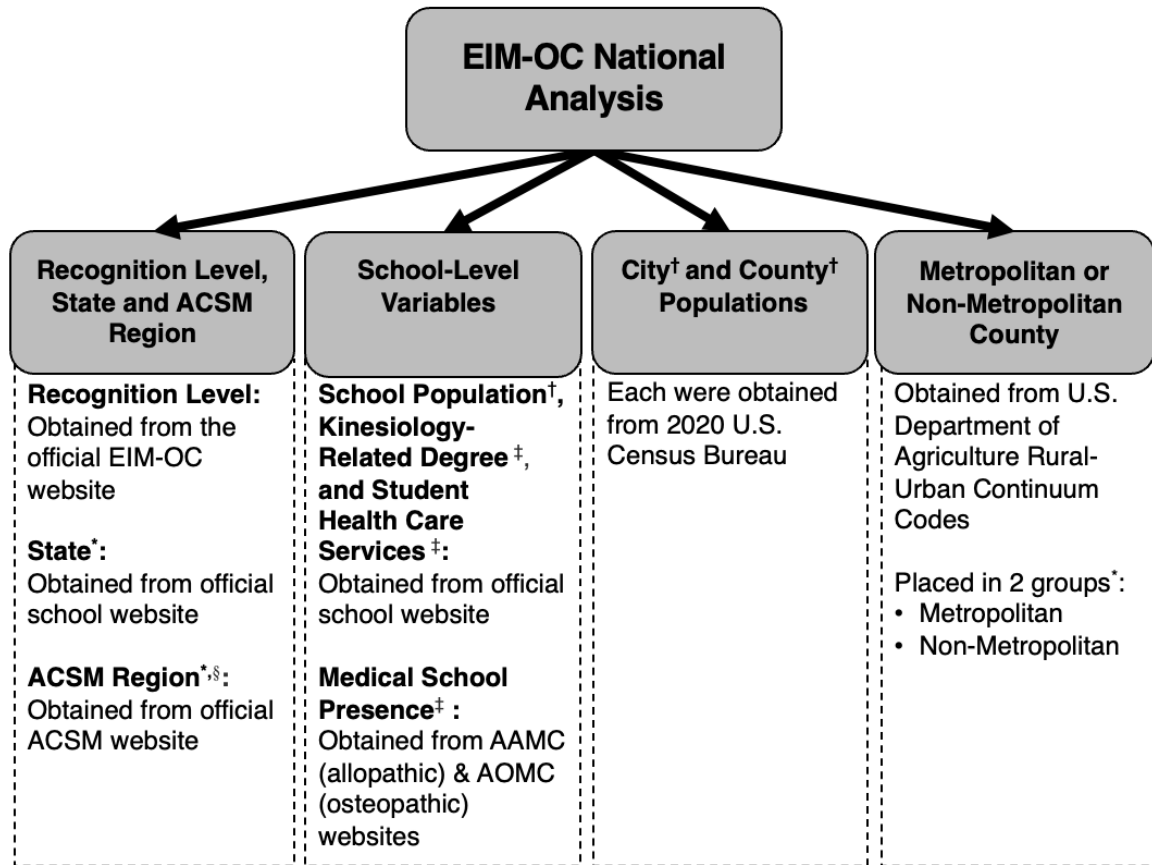 EIM-OC National
Analysis
Recognition Level,
State and ACSM
Region
Recognition Level:
Obtained from the
official EIM-OC
website
State*:
Obtained from official
school website
ACSM Region*,§:
Obtained from official
ACSM website
School-Level
Variables
School Population†,
Kinesiology-
Related Degree ‡,
and Student
Health Care
Services ‡:
Obtained from official
school website
Medical School
Presence‡ :
Obtained from AAMC
(allopathic) & AOMC
(osteopathic)
websites
City† and County†
Populations
Each were obtained
from 2020 U.S.
Census Bureau
Metropolitan or
Non-Metropolitan
County
Obtained from U.S.
Department of
Agriculture Rural-
Urban Continuum
Codes
Placed in 2 groups*:
• Metropolitan
• Non-Metropolitan